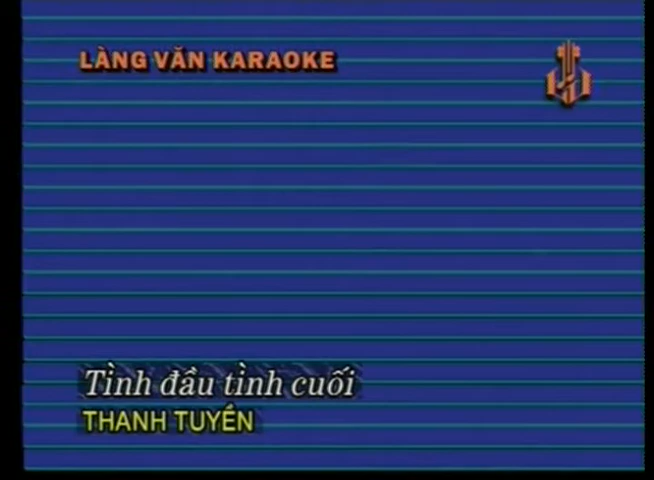 LÀNG VĂN KARAOKE
Tình đầu tình cuối
THANH TUYỀN